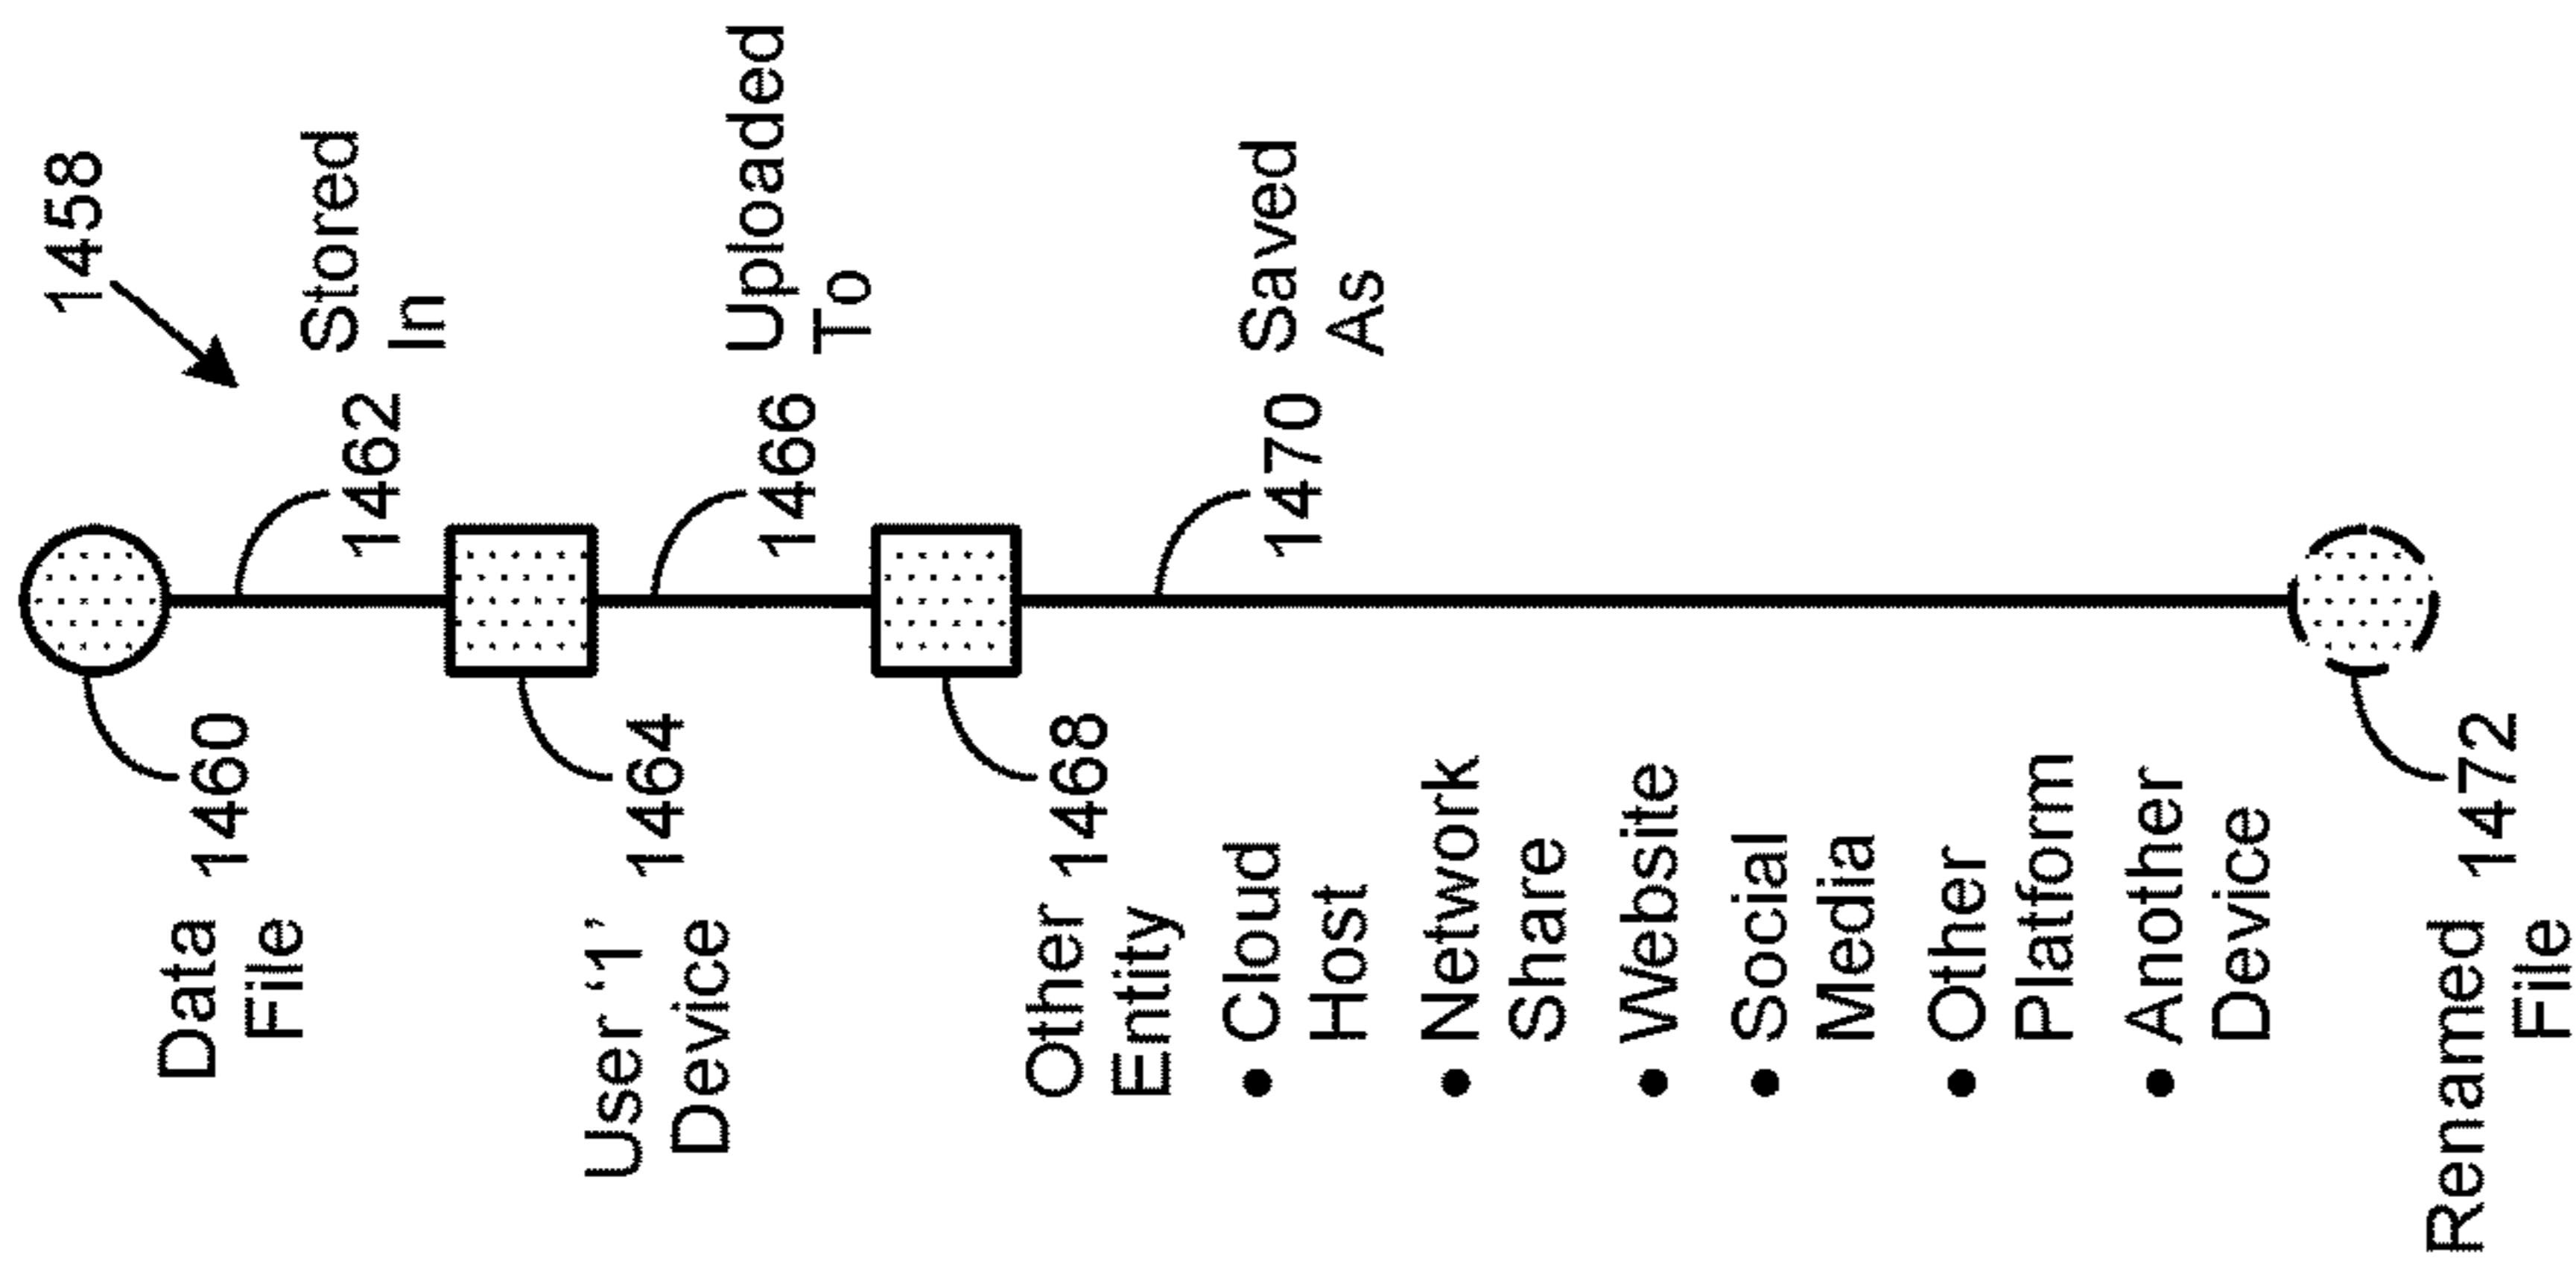 1458
Stored
In
1462
Uploaded
To
1466
Saved
As
1470
1460
Data
File
1464
User ‘1’
Device
1468
Other
Entity
• Cloud
Host
• Network
Share
• Website
• Social
Media
• Other
Platform
• Another
Device
1472
Renamed
File